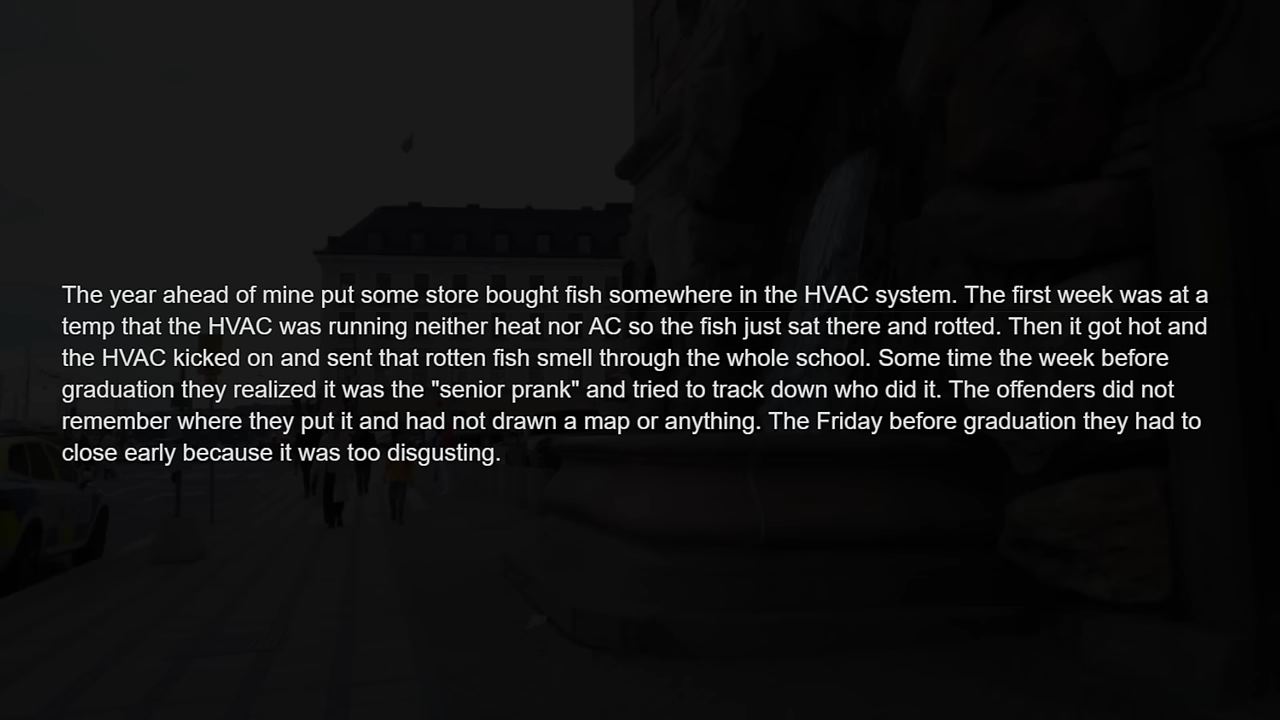 The year ahead of mine put some store bought fish somewhere in the HVAC system. The first week was at a
temp that the HVAC was running neither heat nor AC so the fish just sat there and rotted. Then it got hot and
the HVAC kicked on and sent that rotten fish smell through the whole school. Some time the week before
graduation they realized it was the "senior prank" and tried to track down who did it. The offenders did not
remember where they put it and had not drawn a map or anything. The Friday before graduation they had to
close early because it was too disgusting.